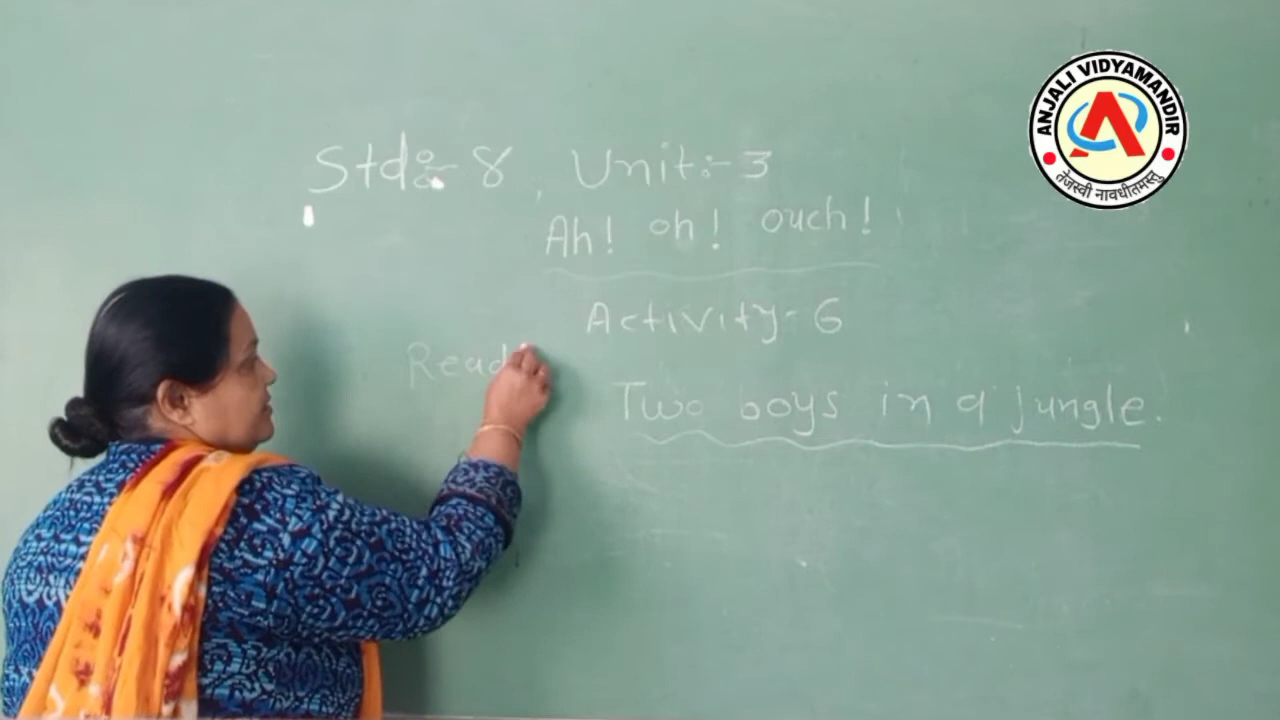 Std:- 8, Unit:- 3
Ah! oh! ouch!
Activity- 6
Read
Two boys in a jungle.
ANJALI VIDYAMANDIR
A
तेजस्वी नावधीतमस्तु